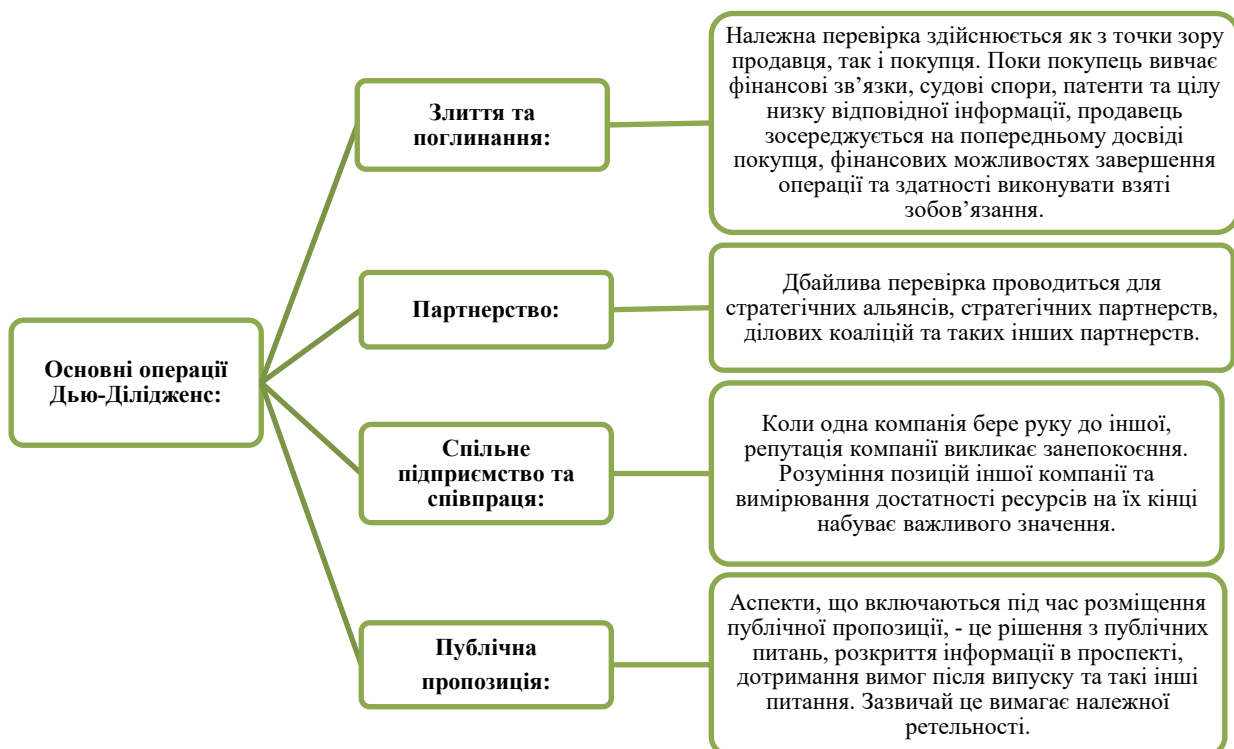 Основні операції
Дью-Ділідженс:
Злиття та
поглинання:
Належна перевірка здійснюється як з точки зору
продавця, так і покупця. Поки покупець вивчає
фінансові зв’язки, судові спори, патенти та цілу
низку відповідної інформації, продавець
зосереджується на попередньому досвіді
покупця, фінансових можливостях завершення
операції та здатності виконувати взяті
зобов’язання.
Партнерство:
Дбайлива перевірка проводиться для
стратегічних альянсів, стратегічних партнерств,
ділових коаліцій та таких інших партнерств.
Спільне
підприємство та
співпраця:
Коли одна компанія бере руку до іншої,
репутація компанії викликає занепокоєння.
Розуміння позицій іншої компанії та
вимірювання достатності ресурсів на їх кінці
набуває важливого значення.
Публічна
пропозиція:
Аспекти, що включаються під час розміщення
публічної пропозиції, - це рішення з публічних
питань, розкриття інформації в проспекті,
дотримання вимог після випуску та такі інші
питання. Зазвичай це вимагає належної
ретельності.